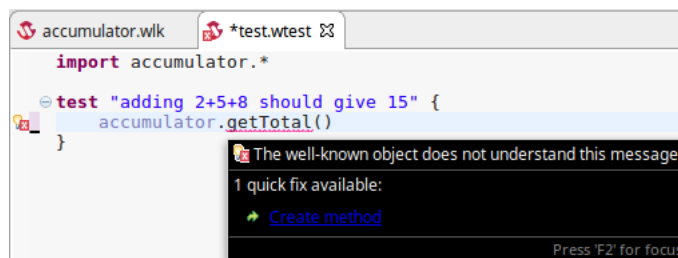 accumulator.wlk
*test.wtest
import accumulator.*
test "adding 2+5+8 should give 15" {
accumulator.getTotal()
}
The well-known object does not understand this message
1 quick fix available:
Create method
Press 'F2' for focus